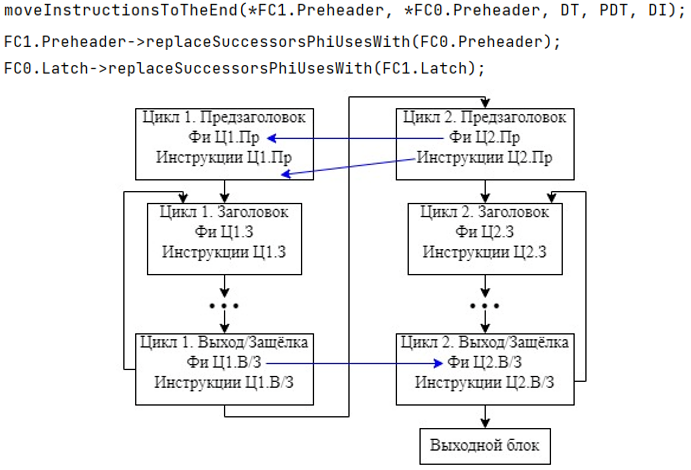 moveInstructionsToTheEnd(*FC1.Preheader, *FC0.Preheader, DT, PDT, DI);
FC1.Preheader->replaceSuccessorsPhiUsesWith(FC0.Preheader);
FC0.Latch->replaceSuccessorsPhiUsesWith(FC1.Latch);
Цикл 1. Предзаголовок
Фи Ц1.Пр
Инструкции Ц1.Пр
Цикл 2. Предзаголовок
Фи Ц2.Пр
Инструкции Ц2.Пр
Цикл 1. Заголовок
Фи Ц1.З
Инструкции Ц1.З
Цикл 2. Заголовок
Фи Ц2.З
Инструкции Ц2.З
Цикл 1. Выход/Защёлка
Фи Ц1.В/З
Инструкции Ц1.В/З
Цикл 2. Выход/Защёлка
Фи Ц2.В/З
Инструкции Ц2.В/З
Выходной блок